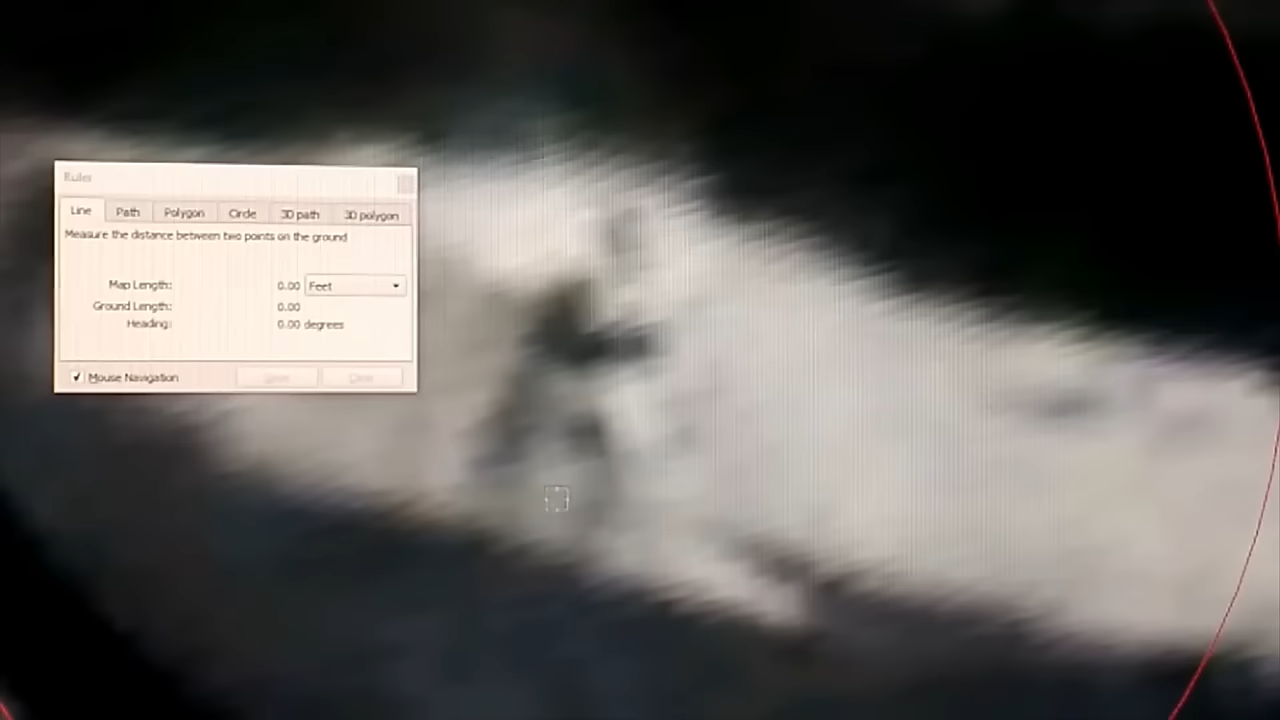 Ruler
Line Path Polygon Circle 3D path 3D polygon
Measure the distance between two points on the ground
Map Length: 0.00 Feet
Ground Length: 0.00
Heading: 0.00 degrees
Mouse Navigation